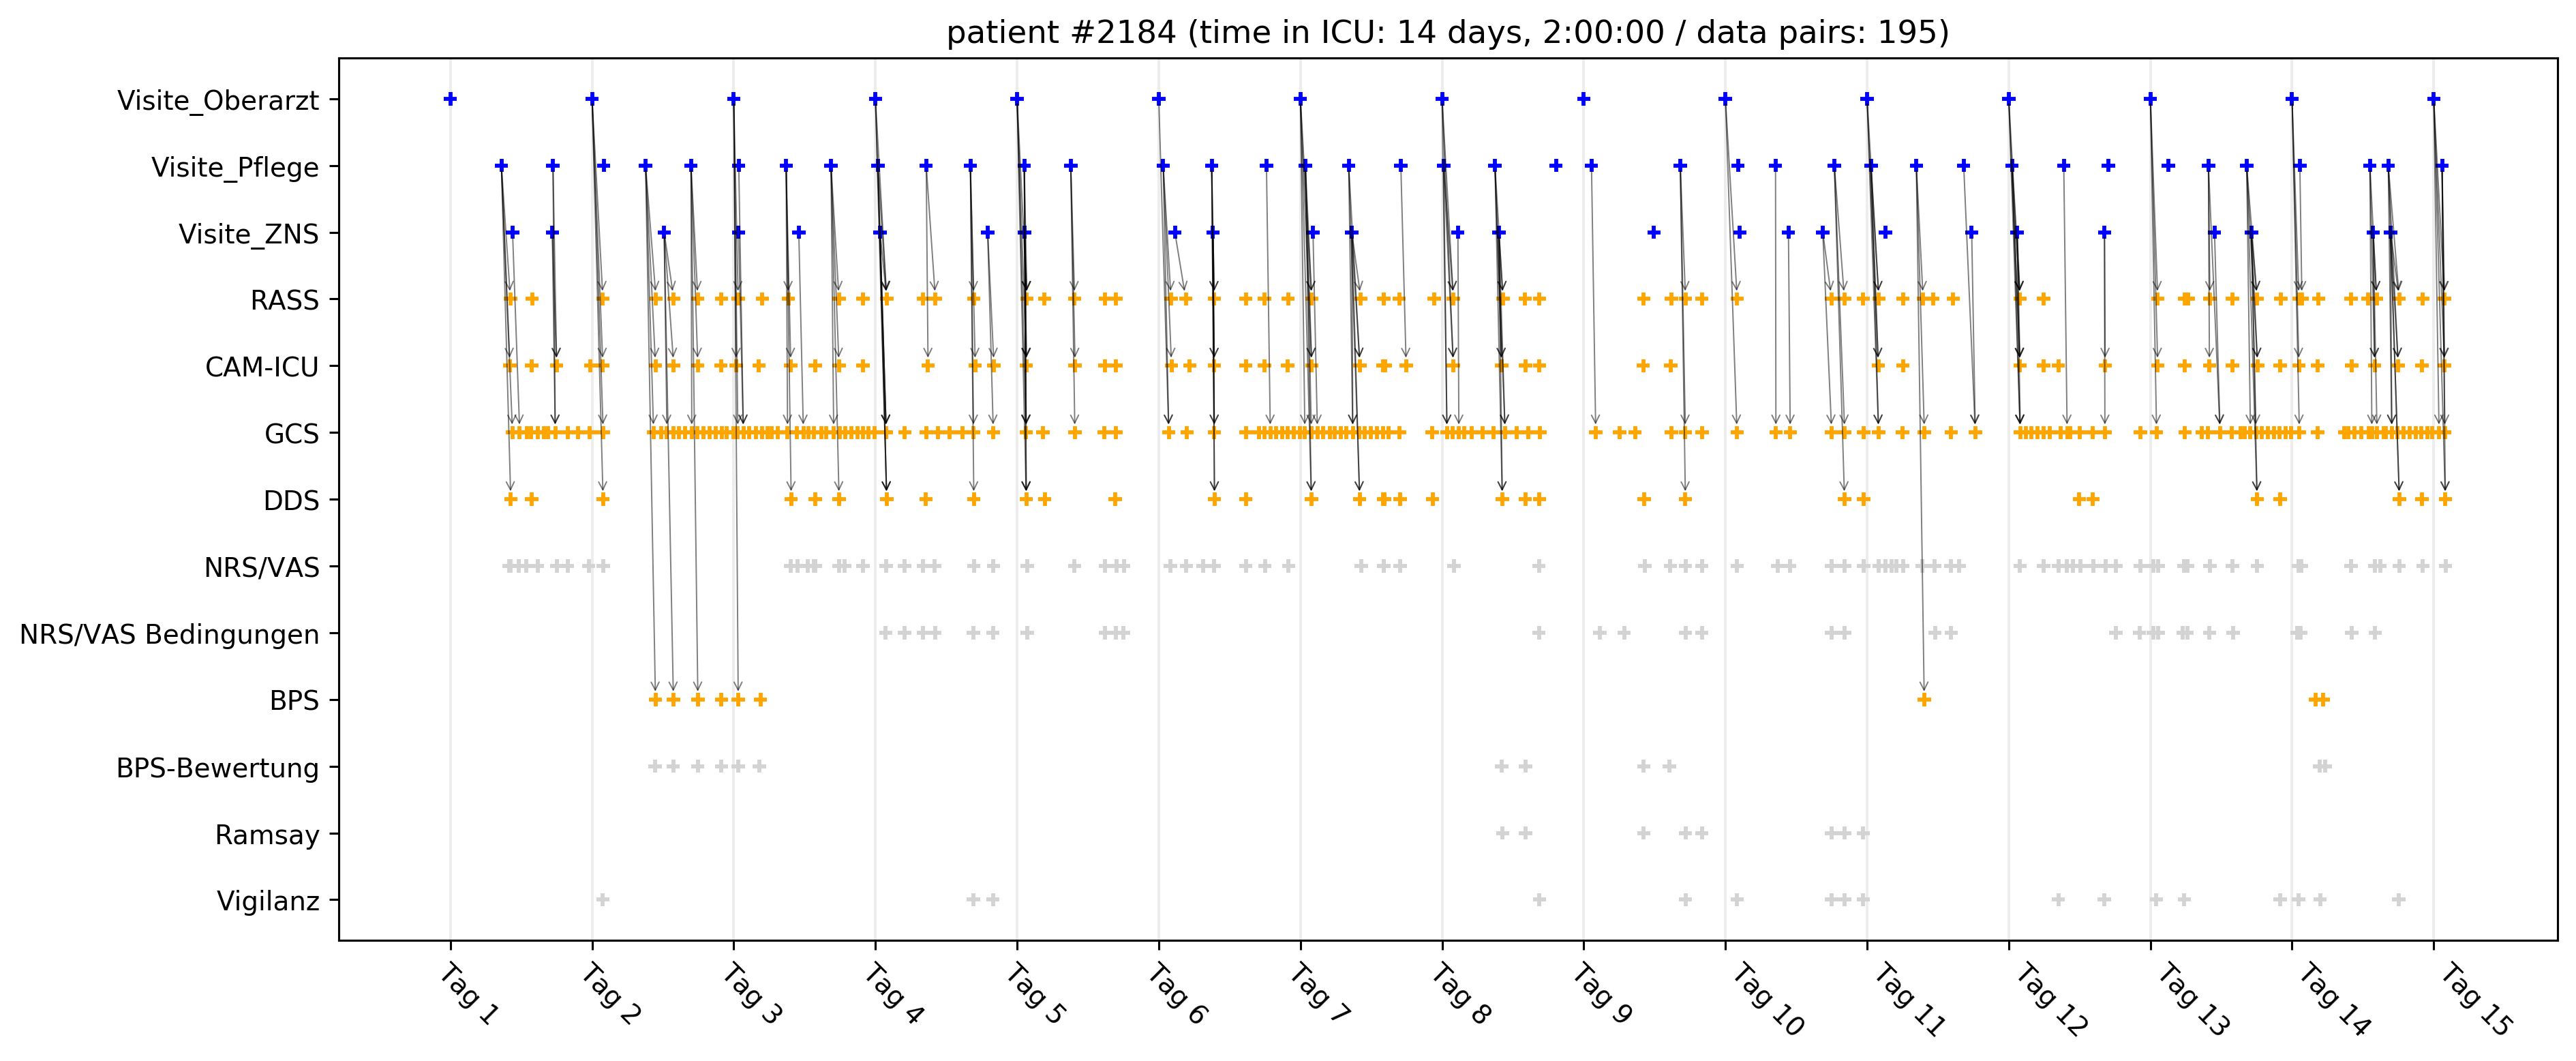 patient #2184 (time in ICU: 14 days, 2:00:00 / data pairs: 195)
Visite_Oberarzt
Visite_Pflege
Visite_ZNS
RASS
CAM-ICU
GCS
DDS
NRS/VAS
NRS/VAS Bedingungen
BPS
BPS-Bewertung
Ramsay
Vigilanz
Tag 1
Tag 2
Tag 3
Tag 4
Tag 5
Tag 6
Tag 7
Tag 8
Tag 9
Tag 10
Tag 11
Tag 12
Tag 13
Tag 14
Tag 15